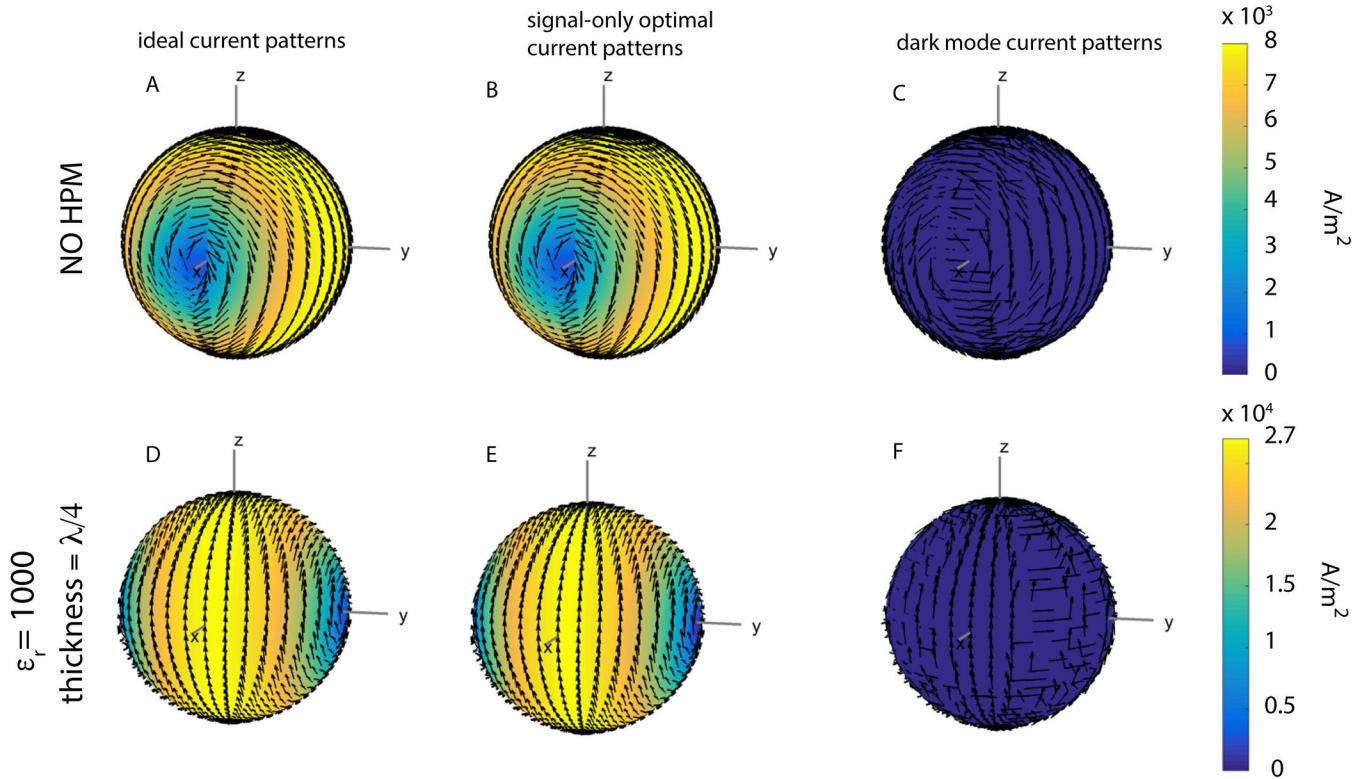 ideal current patterns
signal-only optimal
current patterns
dark mode current patterns
x 10³
A
B
C
z
z
z
y
y
y
x
x
x
NO HPM
8
7
6
5
4
3
2
1
0
A/m²
D
E
F
z
z
z
y
y
y
x
x
x
εr = 1000
thickness = λ/4
x 10⁴
2.7
2
1.5
1
0.5
0
A/m²